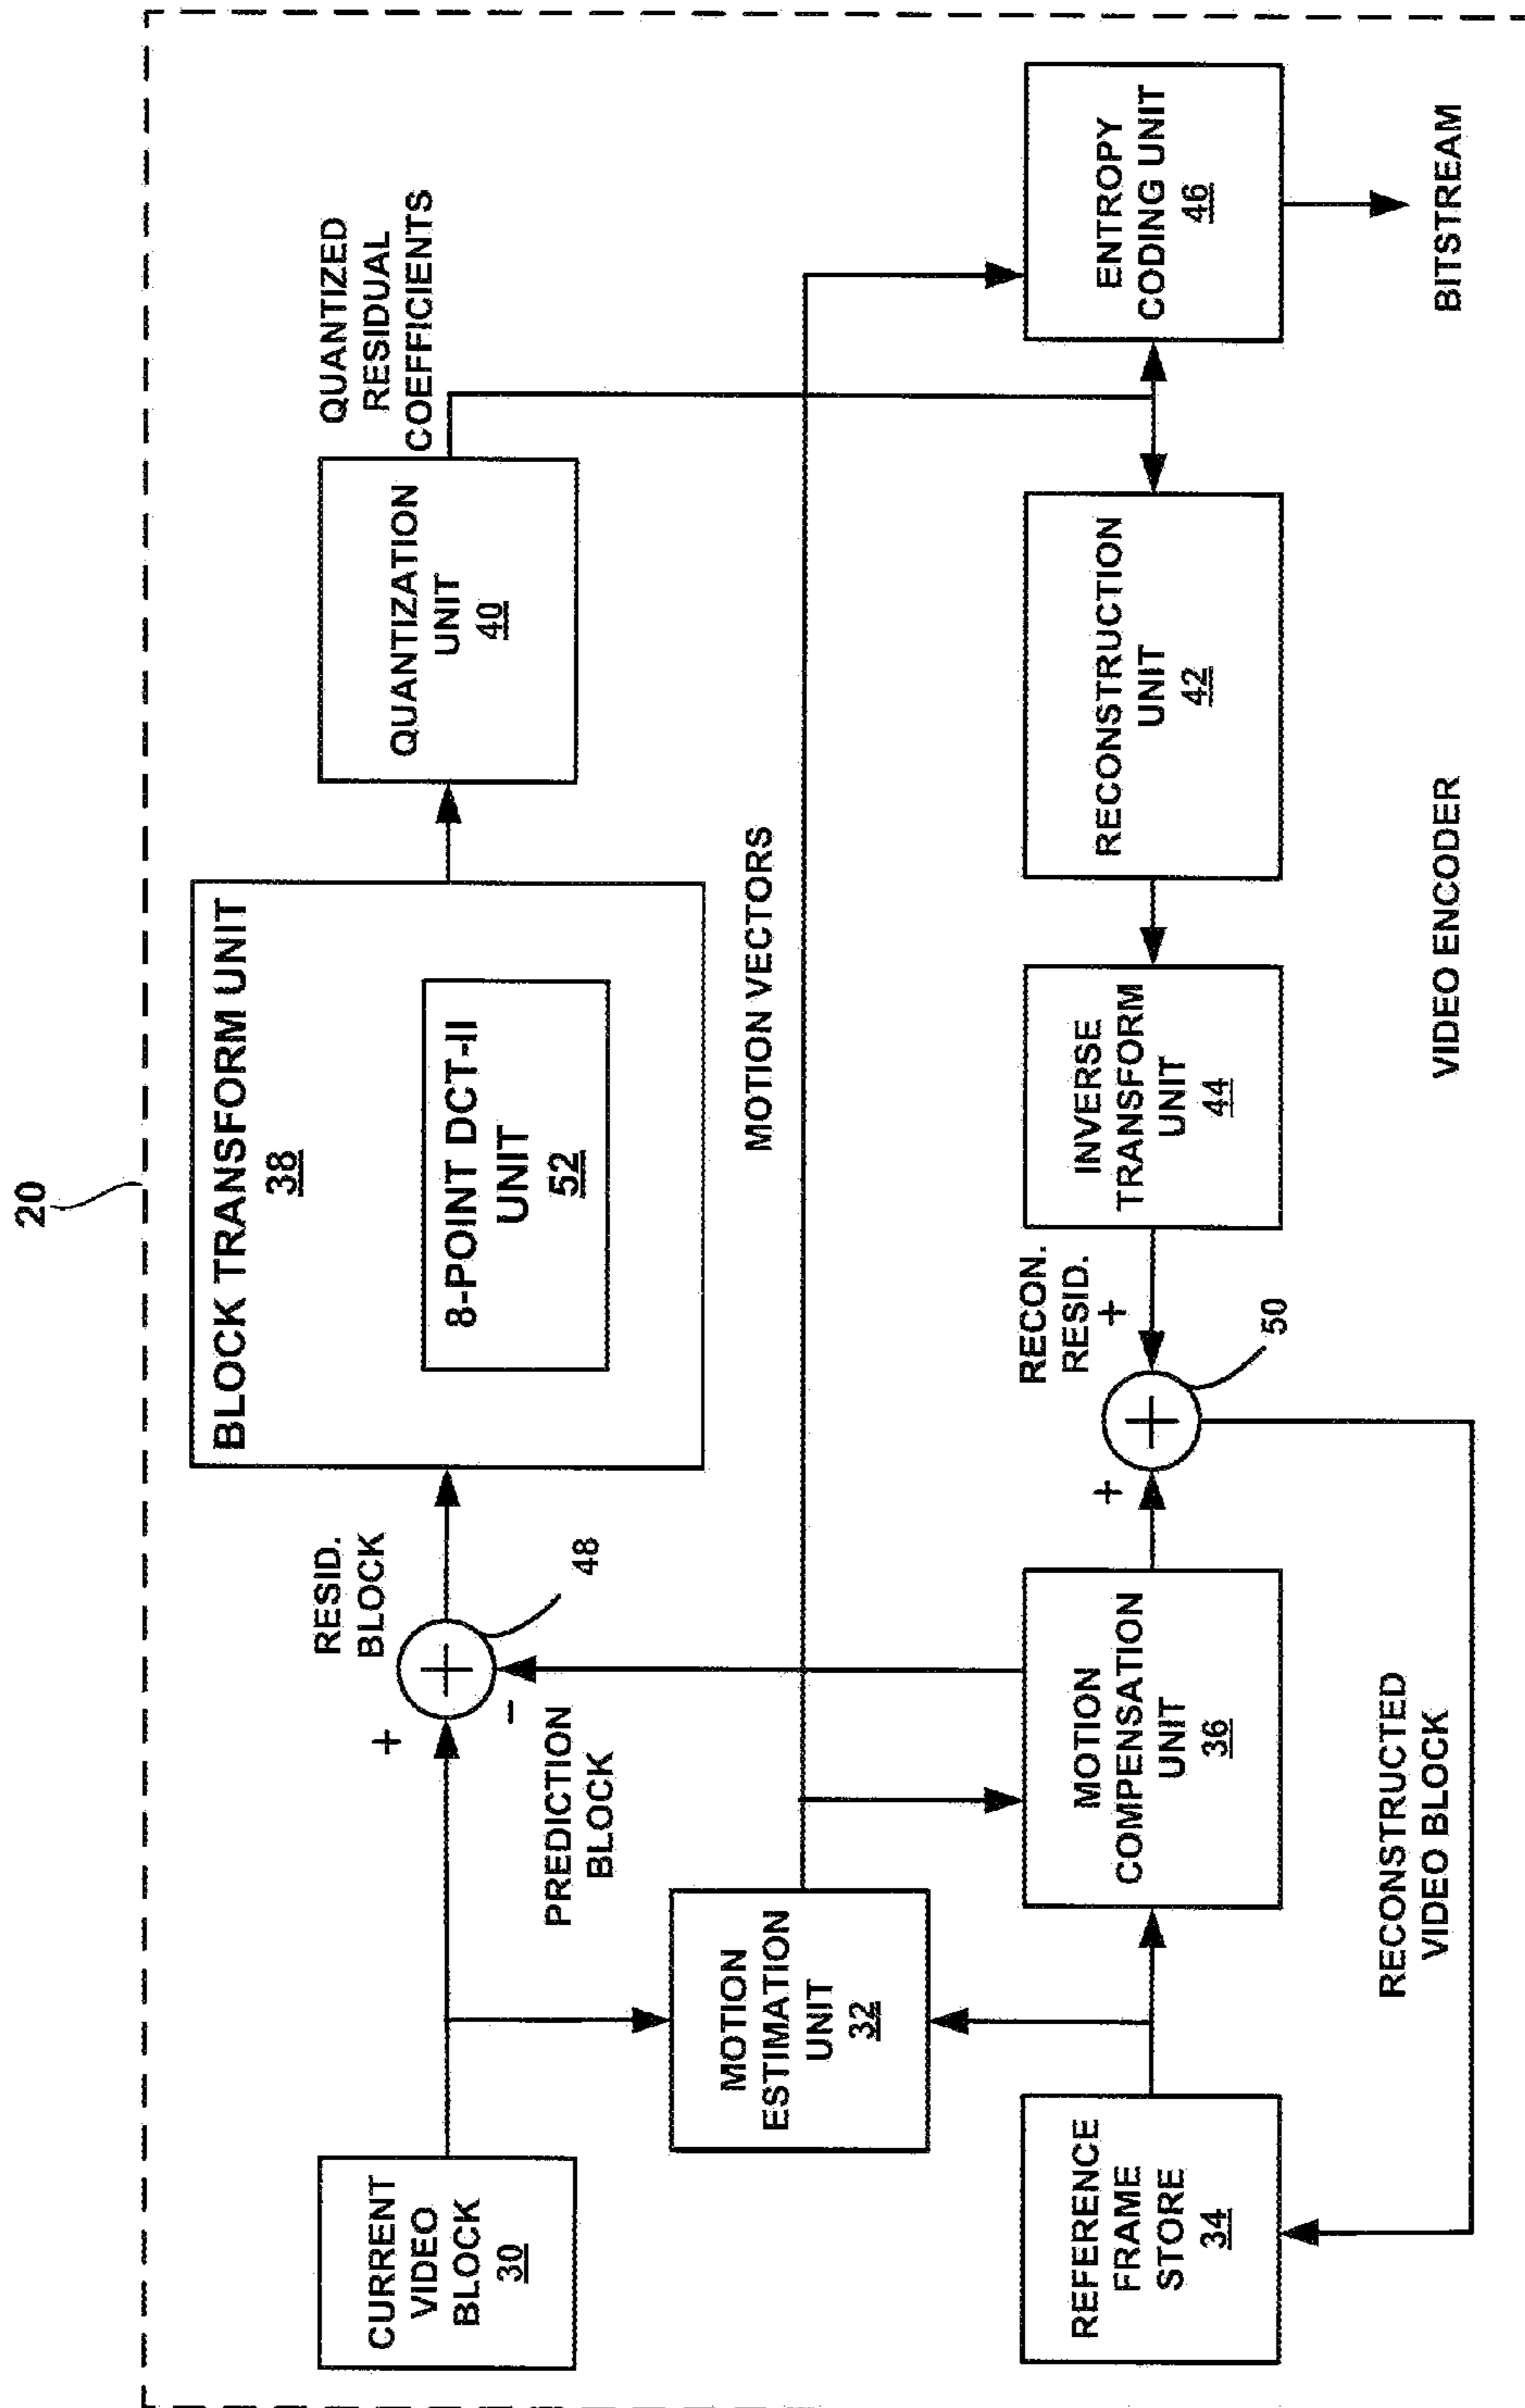 20
CURRENT
VIDEO
BLOCK
30
+
−
PREDICTION
BLOCK
RESID.
BLOCK
48
BLOCK TRANSFORM UNIT
38
8-POINT DCT-II
UNIT
52
QUANTIZATION
UNIT
40
QUANTIZED
RESIDUAL
COEFFICIENTS
MOTION
ESTIMATION
UNIT
32
MOTION VECTORS
REFERENCE
FRAME
STORE
34
MOTION
COMPENSATION
UNIT
36
+
RECON.
RESID.
+
50
INVERSE
TRANSFORM
UNIT
44
RECONSTRUCTION
UNIT
42
ENTROPY
CODING UNIT
46
RECONSTRUCTED
VIDEO BLOCK
VIDEO ENCODER
BITSTREAM